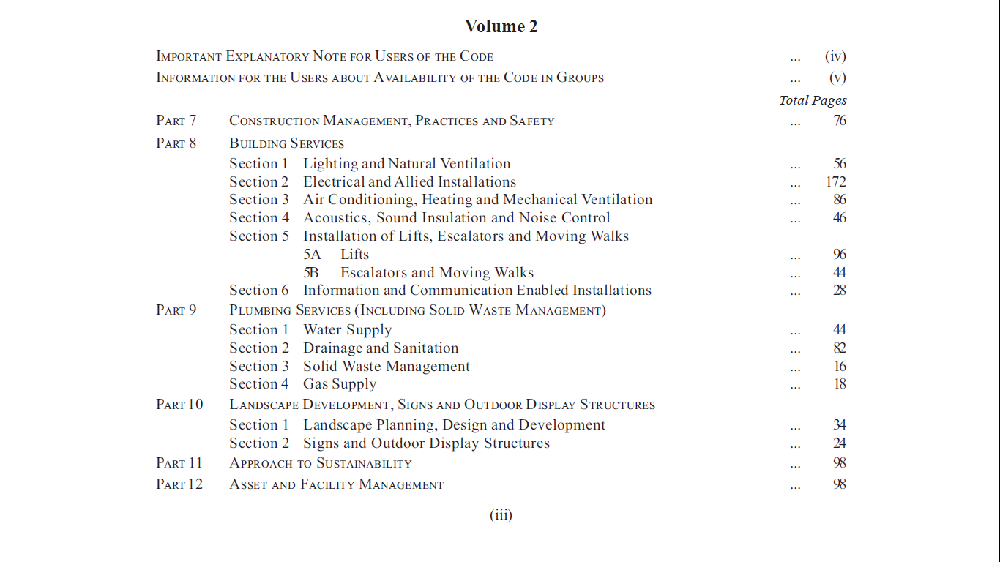 Volume 2
Important Explanatory Note for Users of the Code ... (iv)
Information for the Users about Availability of the Code in Groups ... (v)
Total Pages
Part 7 Construction Management, Practices and Safety ... 76
Part 8 Building Services
Section 1 Lighting and Natural Ventilation ... 56
Section 2 Electrical and Allied Installations ... 172
Section 3 Air Conditioning, Heating and Mechanical Ventilation ... 86
Section 4 Acoustics, Sound Insulation and Noise Control ... 46
Section 5 Installation of Lifts, Escalators and Moving Walks
5A Lifts ... 96
5B Escalators and Moving Walks ... 44
Section 6 Information and Communication Enabled Installations ... 28
Part 9 Plumbing Services (Including Solid Waste Management)
Section 1 Water Supply ... 44
Section 2 Drainage and Sanitation ... 82
Section 3 Solid Waste Management ... 16
Section 4 Gas Supply ... 18
Part 10 Landscape Development, Signs and Outdoor Display Structures
Section 1 Landscape Planning, Design and Development ... 34
Section 2 Signs and Outdoor Display Structures ... 24
Part 11 Approach to Sustainability ... 98
Part 12 Asset and Facility Management ... 98
(iii)